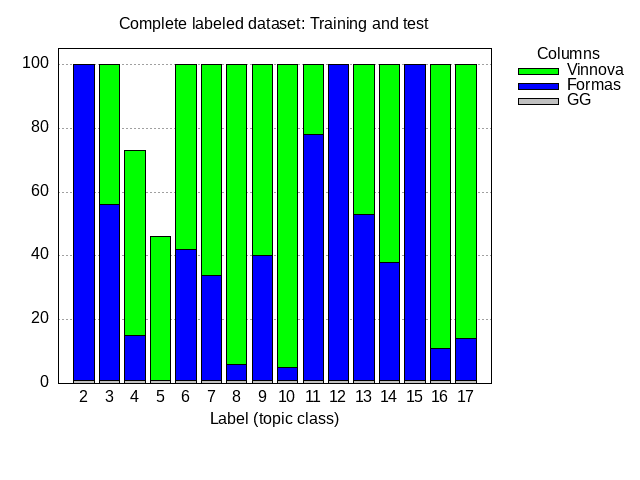 Complete labeled dataset: Training and test
Columns
Vinnova
Formas
GG
100
80
60
40
20
0
2 3 4 5 6 7 8 9 10 11 12 13 14 15 16 17
Label (topic class)